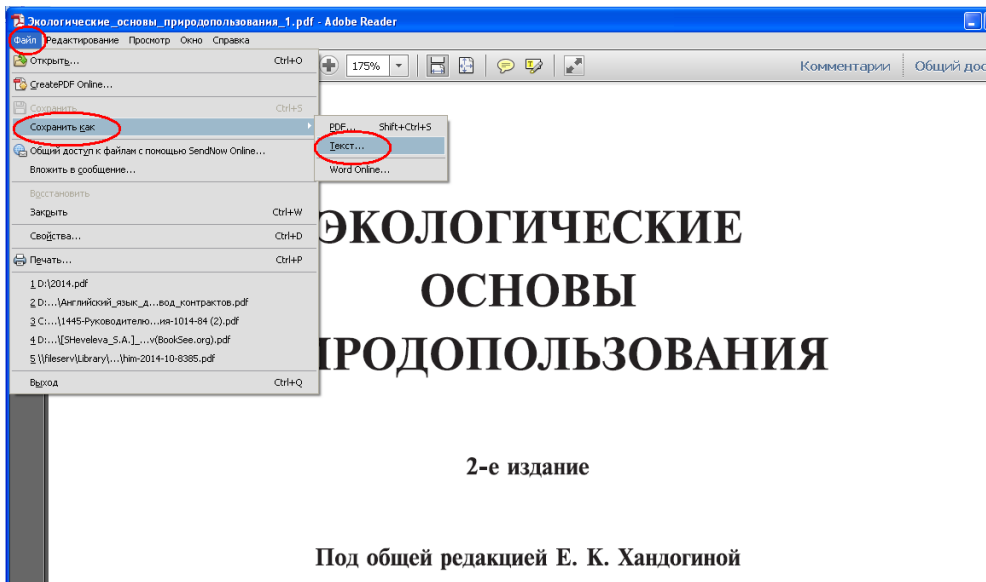 Экологические_основы_природопользования_1.pdf - Adobe Reader
Файл Редактирование Просмотр Окно Справка
Открыть... Ctrl+O
175%
Комментарии Общий дос
CreatePDF Online...
Сохранить Ctrl+S
Сохранить как
PDF... Shift+Ctrl+S
Текст...
Word Online...
Общий доступ к файлам с помощью SendNow Online...
Вложить в сообщение...
Восстановить
Закрыть Ctrl+W
Свойства... Ctrl+D
Печать... Ctrl+P
1 D:\2014.pdf
2 D:...\Английский_язык_д...вод_контрактов.pdf
3 C:...\1445-Руководителю...ия-1014-84 (2).pdf
4 D:...\[SHeveleva_S.A.]_...v(BookSee.org).pdf
5 \\fileserv\Library\...\him-2014-10-8385.pdf
Выход Ctrl+Q
ЭКОЛОГИЧЕСКИЕ
ОСНОВЫ
ПРИРОДОПОЛЬЗОВАНИЯ
2-е издание
Под общей редакцией Е. К. Хандогиной